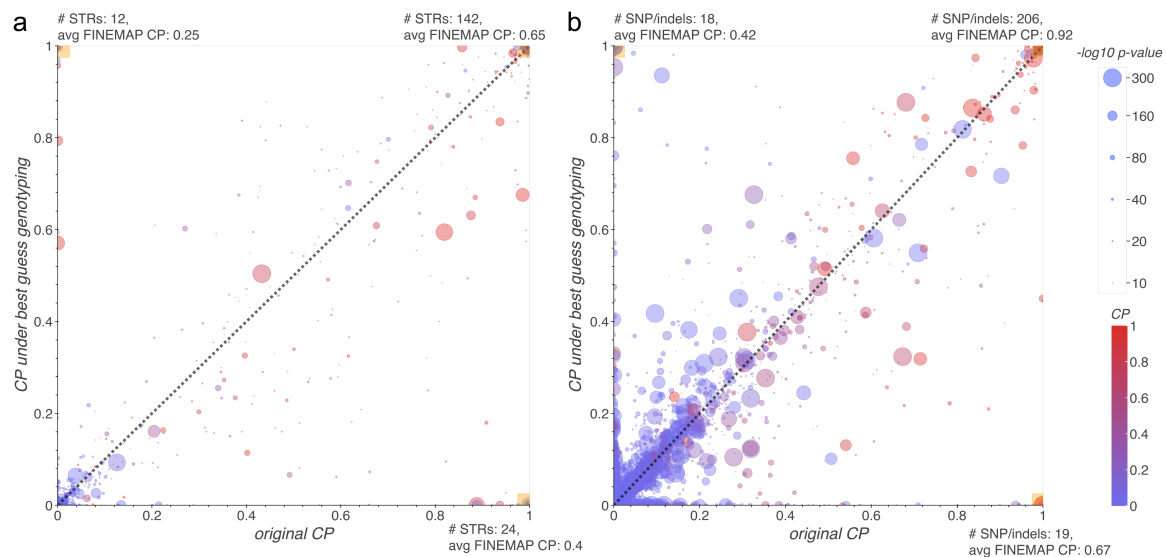 a
# STRs: 12,
avg FINEMAP CP: 0.25
# STRs: 142,
avg FINEMAP CP: 0.65
1
0.8
0.6
0.4
0.2
0
CP under best guess genotyping
0
0.2
0.4
0.6
0.8
1
original CP
# STRs: 24,
avg FINEMAP CP: 0.4
b
# SNP/indels: 18,
avg FINEMAP CP: 0.42
# SNP/indels: 206,
avg FINEMAP CP: 0.92
1
0.8
0.6
0.4
0.2
0
CP under best guess genotyping
0
0.2
0.4
0.6
0.8
1
original CP
# SNP/indels: 19,
avg FINEMAP CP: 0.67
-log10 p-value
300
160
80
40
20
10
CP
1
0.8
0.6
0.4
0.2
0